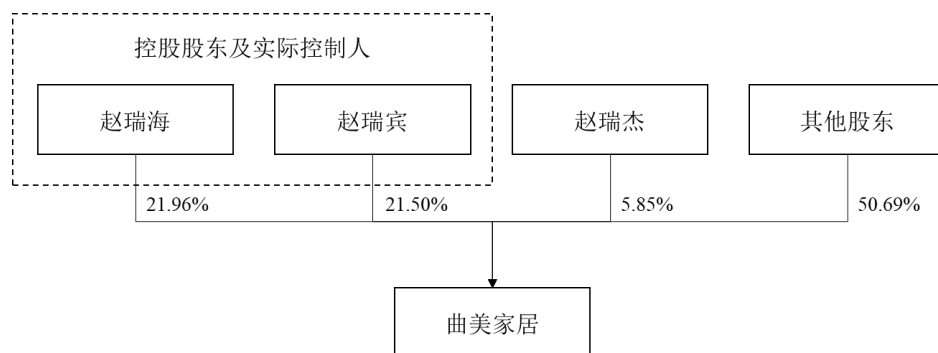 控股股东及实际控制人
赵瑞海
赵瑞宾
赵瑞杰
其他股东
21.96%
21.50%
5.85%
50.69%
曲美家居